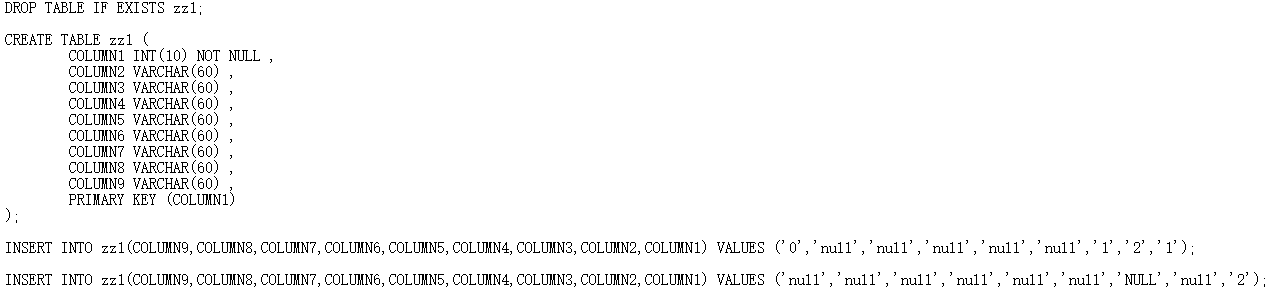 DROP TABLE IF EXISTS zz1;
CREATE TABLE zz1 (
COLUMN1 INT(10) NOT NULL ,
COLUMN2 VARCHAR(60) ,
COLUMN3 VARCHAR(60) ,
COLUMN4 VARCHAR(60) ,
COLUMN5 VARCHAR(60) ,
COLUMN6 VARCHAR(60) ,
COLUMN7 VARCHAR(60) ,
COLUMN8 VARCHAR(60) ,
COLUMN9 VARCHAR(60) ,
PRIMARY KEY (COLUMN1)
);
INSERT INTO zz1(COLUMN9,COLUMN8,COLUMN7,COLUMN6,COLUMN5,COLUMN4,COLUMN3,COLUMN2,COLUMN1) VALUES ('0','null','null','null','null','null','1','2','1');
INSERT INTO zz1(COLUMN9,COLUMN8,COLUMN7,COLUMN6,COLUMN5,COLUMN4,COLUMN3,COLUMN2,COLUMN1) VALUES ('null','null','null','null','null','null','NULL','null','2');